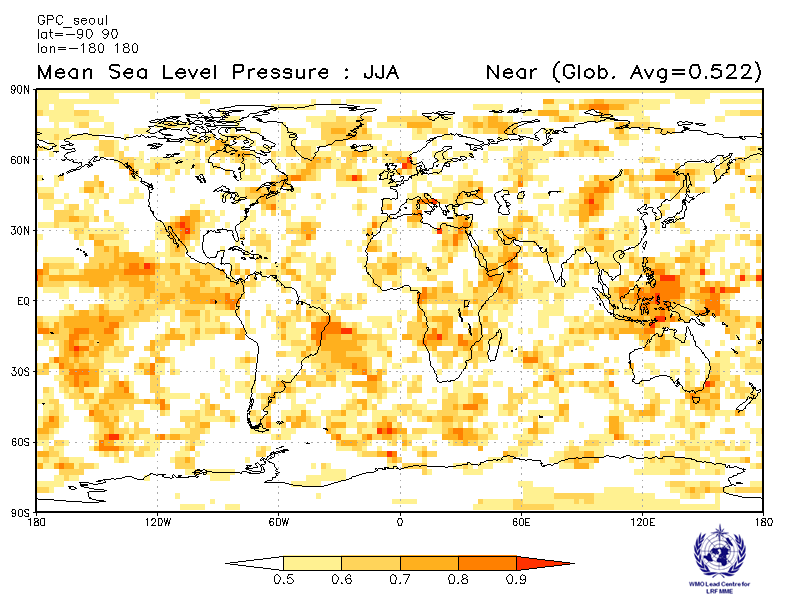 GPC_seoul
lat=−90 90
lon=−180 180
Mean Sea Level Pressure : JJA Near (Glob. Avg=0.522)
90N
60N
30N
EQ
30S
60S
90S
180 120W 60W 0 60E 120E 180
0.5 0.6 0.7 0.8 0.9
WMO Lead Centre for
LRF MME